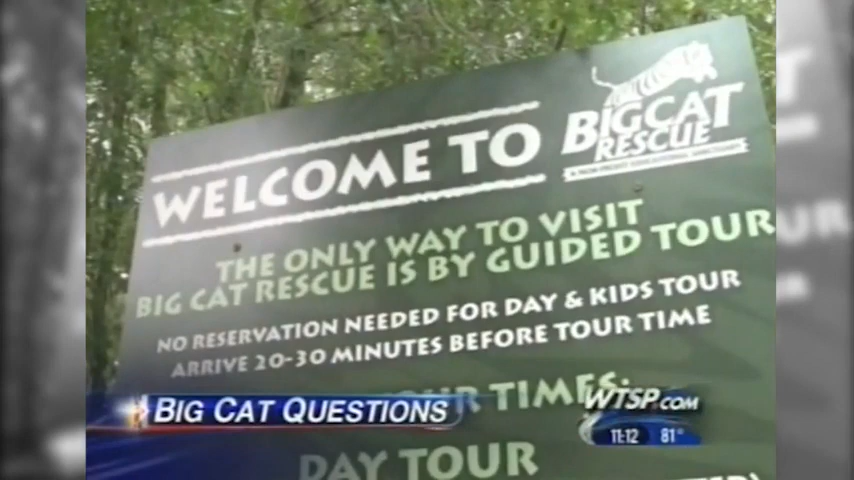 WELCOME TO
BIGCAT
RESCUE
THE ONLY WAY TO VISIT
BIG CAT RESCUE IS BY GUIDED TOUR
NO RESERVATION NEEDED FOR DAY & KIDS TOUR
ARRIVE 20-30 MINUTES BEFORE TOUR TIME
TOUR TIMES:
DAY TOUR
BIG CAT QUESTIONS
WTSP.COM
11:12 81°